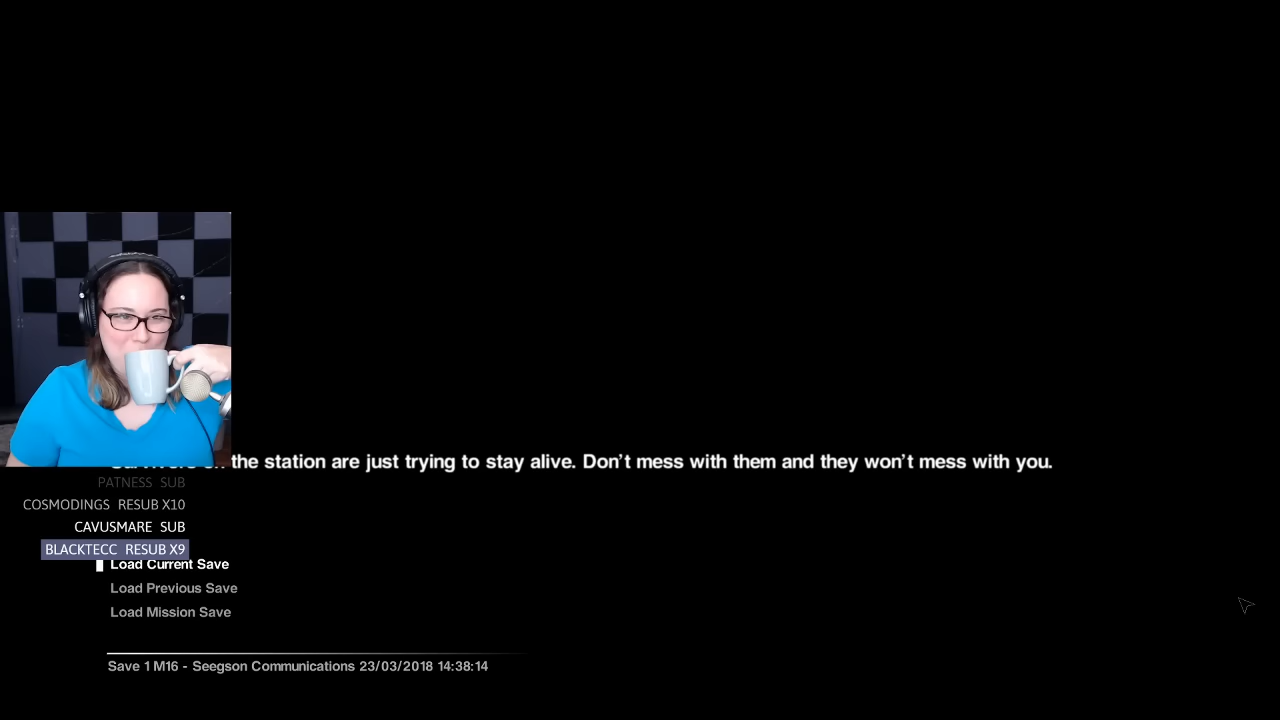 the station are just trying to stay alive. Don't mess with them and they won't mess with you.
PATNESS SUB
COSMODINGS RESUB X10
CAVUSMARE SUB
BLACKTECC RESUB X9
Load Current Save
Load Previous Save
Load Mission Save
Save 1 M16 - Seegson Communications 23/03/2018 14:38:14